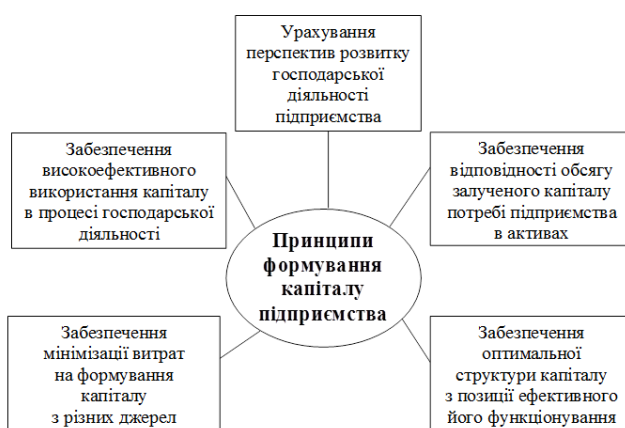 Урахування
перспектив розвитку
господарської
діяльності
підприємства
Забезпечення
високоефективного
використання капіталу
в процесі господарської
діяльності
Забезпечення
відповідності обсягу
залученого капіталу
потребі підприємства
в активах
Принципи
формування
капіталу
підприємства
Забезпечення
мінімізації витрат
на формування
капіталу
з різних джерел
Забезпечення
оптимальної
структури капіталу
з позиції ефективного
його функціонування